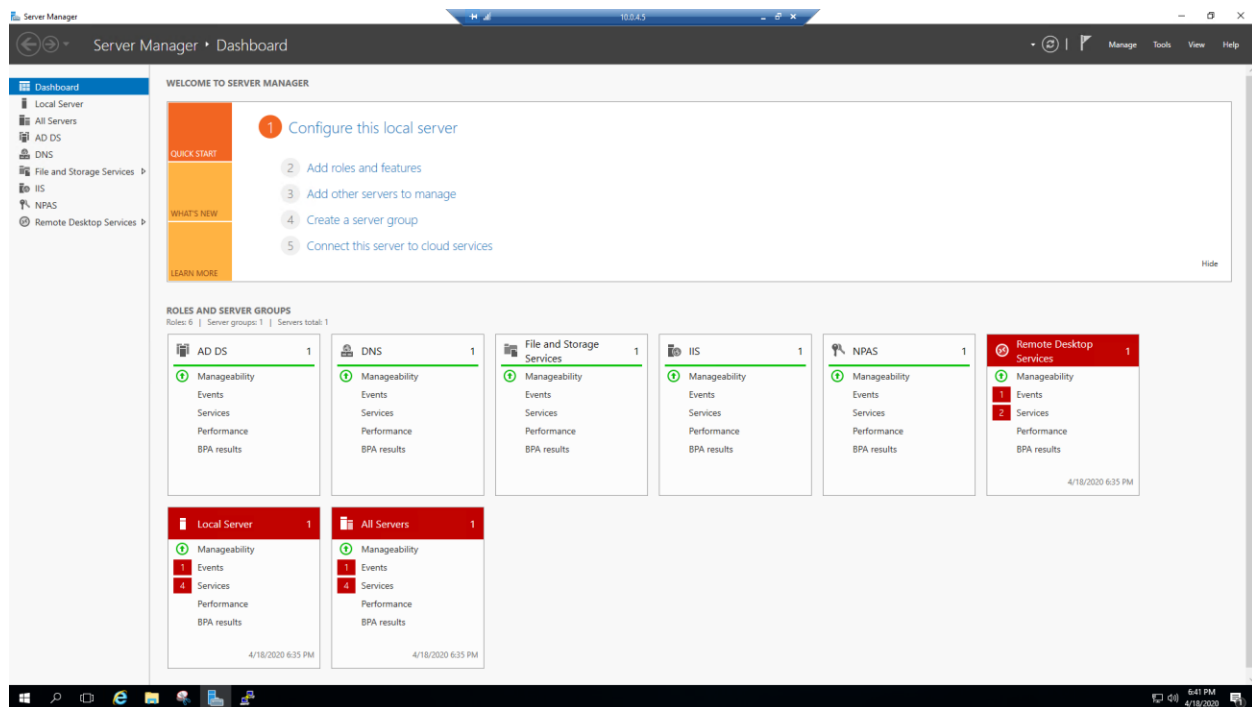 Server Manager
10.0.4.5
Server Manager • Dashboard
Manage Tools View Help
Dashboard
Local Server
All Servers
AD DS
DNS
File and Storage Services
IIS
NPAS
Remote Desktop Services
WELCOME TO SERVER MANAGER
QUICK START
WHAT'S NEW
LEARN MORE
1 Configure this local server
2 Add roles and features
3 Add other servers to manage
4 Create a server group
5 Connect this server to cloud services
Hide
ROLES AND SERVER GROUPS
Roles: 6 | Server groups: 1 | Servers total: 1
AD DS 1
Manageability
Events
Services
Performance
BPA results
DNS 1
Manageability
Events
Services
Performance
BPA results
File and Storage
Services 1
Manageability
Events
Services
Performance
BPA results
IIS 1
Manageability
Events
Services
Performance
BPA results
NPAS 1
Manageability
Events
Services
Performance
BPA results
Remote Desktop
Services 1
Manageability
1 Events
2 Services
Performance
BPA results
4/18/2020 6:35 PM
Local Server 1
Manageability
1 Events
4 Services
Performance
BPA results
4/18/2020 6:35 PM
All Servers 1
Manageability
1 Events
4 Services
Performance
BPA results
4/18/2020 6:35 PM
6:41 PM
4/18/2020